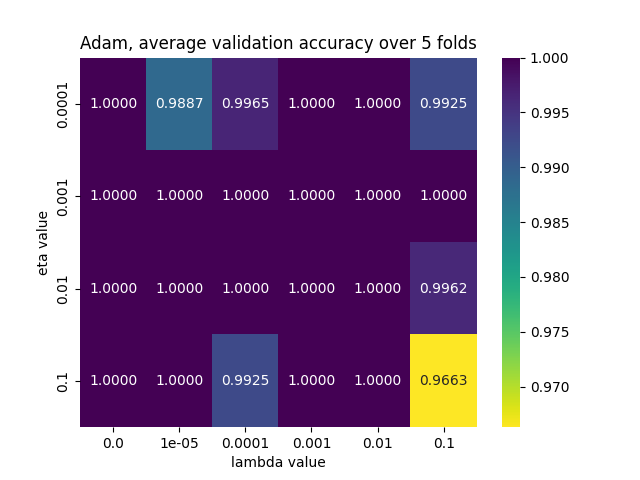 Adam, average validation accuracy over 5 folds
eta value
0.0001 1.0000 0.9887 0.9965 1.0000 1.0000 0.9925
0.001 1.0000 1.0000 1.0000 1.0000 1.0000 1.0000
0.01 1.0000 1.0000 1.0000 1.0000 1.0000 0.9962
0.1 1.0000 1.0000 0.9925 1.0000 1.0000 0.9663
0.0 1e-05 0.0001 0.001 0.01 0.1
lambda value
1.000
0.995
0.990
0.985
0.980
0.975
0.970